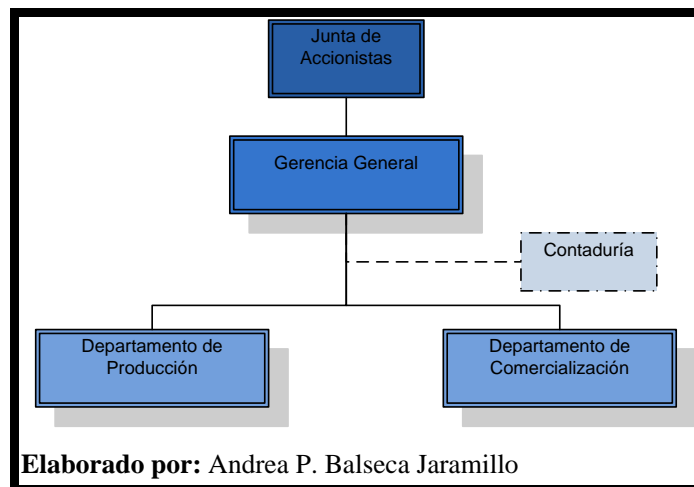 Junta de
Accionistas
Gerencia General
Contaduría
Departamento de
Producción
Departamento de
Comercialización
Elaborado por: Andrea P. Balseca Jaramillo